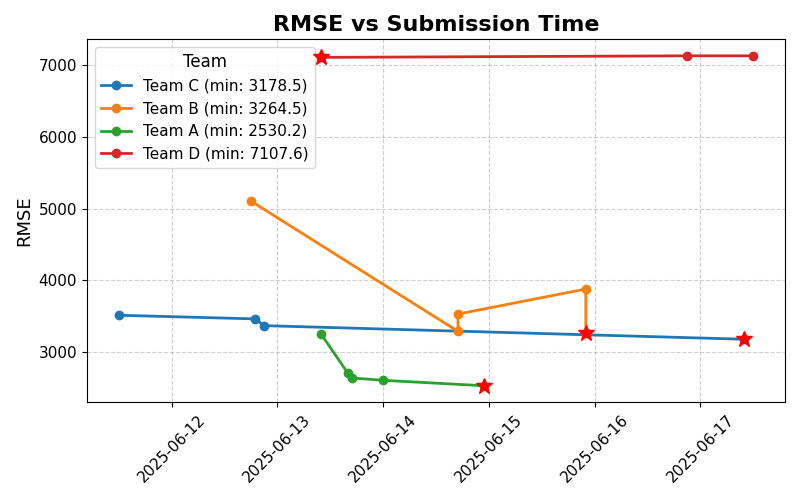 RMSE vs Submission Time
Team
Team C (min: 3178.5)
Team B (min: 3264.5)
Team A (min: 2530.2)
Team D (min: 7107.6)
RMSE
7000
6000
5000
4000
3000
2025-06-12
2025-06-13
2025-06-14
2025-06-15
2025-06-16
2025-06-17